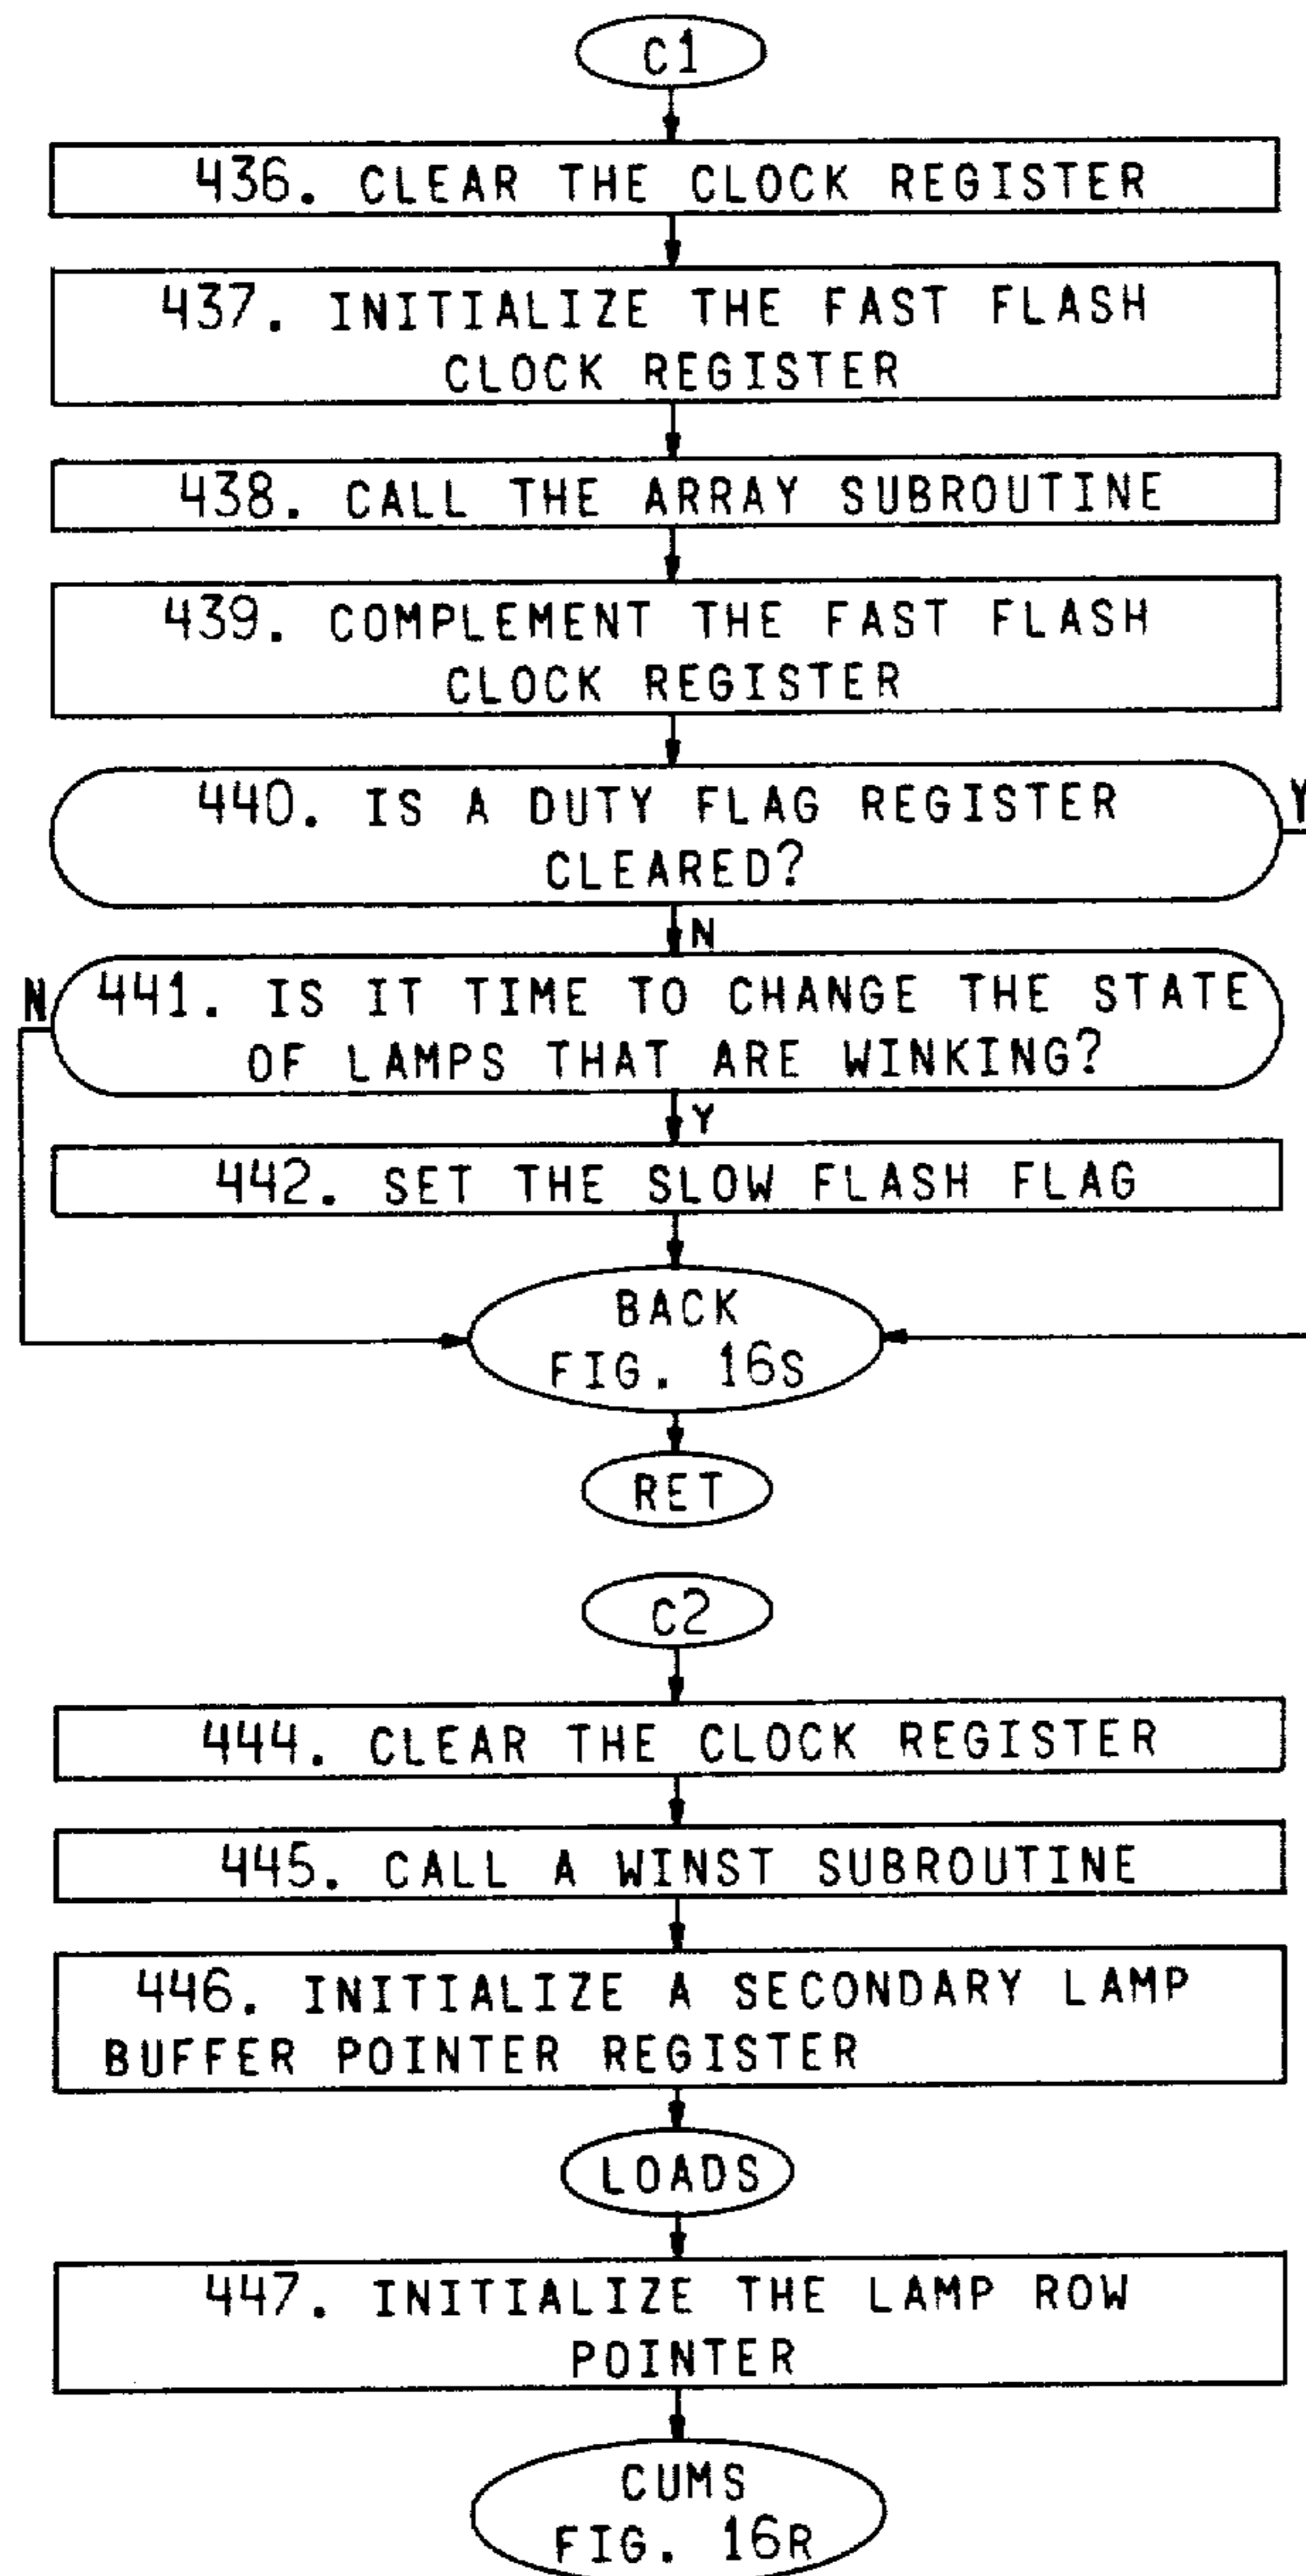 C1
436. CLEAR THE CLOCK REGISTER
437. INITIALIZE THE FAST FLASH
CLOCK REGISTER
438. CALL THE ARRAY SUBROUTINE
439. COMPLEMENT THE FAST FLASH
CLOCK REGISTER
440. IS A DUTY FLAG REGISTER
CLEARED?
Y
N
N
441. IS IT TIME TO CHANGE THE STATE
OF LAMPS THAT ARE WINKING?
Y
442. SET THE SLOW FLASH FLAG
BACK
FIG. 16S
RET
C2
444. CLEAR THE CLOCK REGISTER
445. CALL A WINST SUBROUTINE
446. INITIALIZE A SECONDARY LAMP
BUFFER POINTER REGISTER
LOADS
447. INITIALIZE THE LAMP ROW
POINTER
CUMS
FIG. 16R